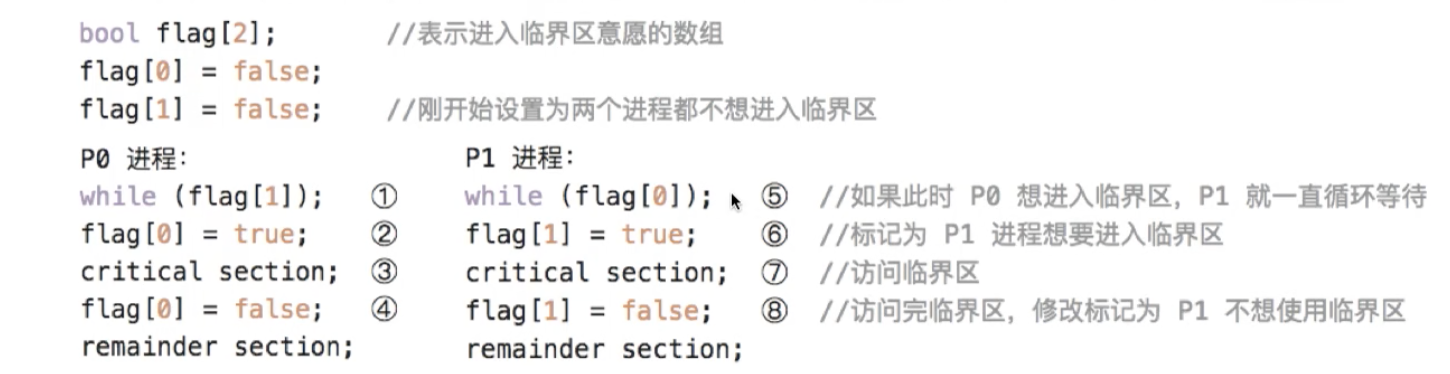 bool flag[2]; //表示进入临界区意愿的数组
flag[0] = false;
flag[1] = false; //刚开始设置为两个进程都不想进入临界区
P0 进程: P1 进程:
while (flag[1]); ① while (flag[0]); ⑤ //如果此时 P0 想进入临界区，P1 就一直循环等待
flag[0] = true; ② flag[1] = true; ⑥ //标记为 P1 进程想要进入临界区
critical section; ③ critical section; ⑦ //访问临界区
flag[0] = false; ④ flag[1] = false; ⑧ //访问完临界区，修改标记为 P1 不想使用临界区
remainder section; remainder section;